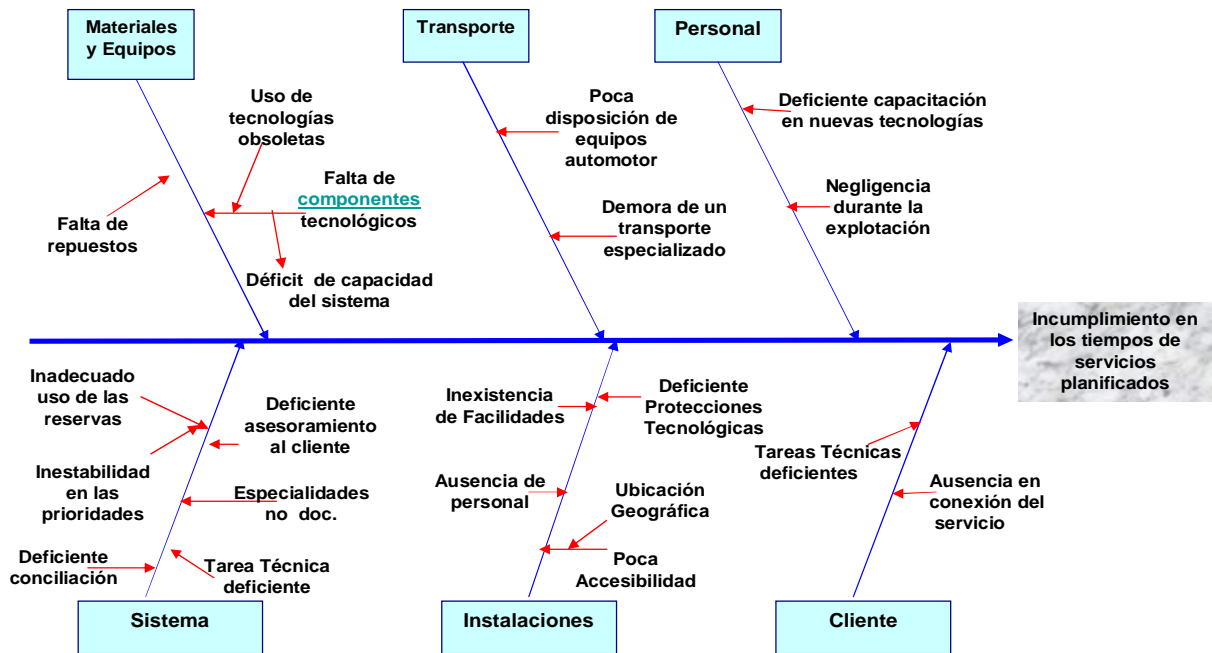 Materiales
y Equipos
Transporte
Personal
Uso de
tecnologías
obsoletas
Falta de
componentes
tecnológicos
Falta de
repuestos
Déficit de capacidad
del sistema
Poca
disposición de
equipos
automotor
Demora de un
transporte
especializado
Deficiente capacitación
en nuevas tecnologías
Negligencia
durante la
explotación
Incumplimiento en
los tiempos de
servicios
planificados
Inadecuado
uso de las
reservas
Deficiente
asesoramiento
al cliente
Inestabilidad
en las
prioridades
Especialidades
no doc.
Deficiente
conciliación
Tarea Técnica
deficiente
Inexistencia
de Facilidades
Deficiente
Protecciones
Tecnológicas
Ausencia de
personal
Ubicación
Geográfica
Poca
Accesibilidad
Tareas Técnicas
deficientes
Ausencia en
conexión del
servicio
Sistema
Instalaciones
Cliente